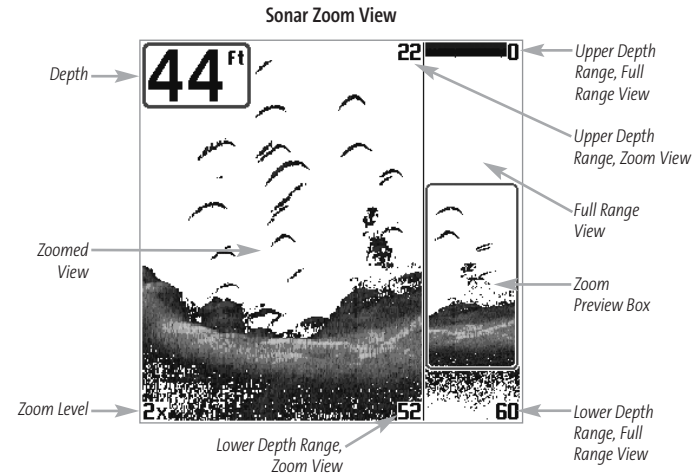 Sonar Zoom View
Depth
44 Ft
22
0
Upper Depth
Range, Full
Range View
Upper Depth
Range, Zoom View
Full Range
View
Zoomed
View
Zoom
Preview Box
Zoom Level
2x
52
60
Lower Depth Range,
Zoom View
Lower Depth
Range, Full
Range View